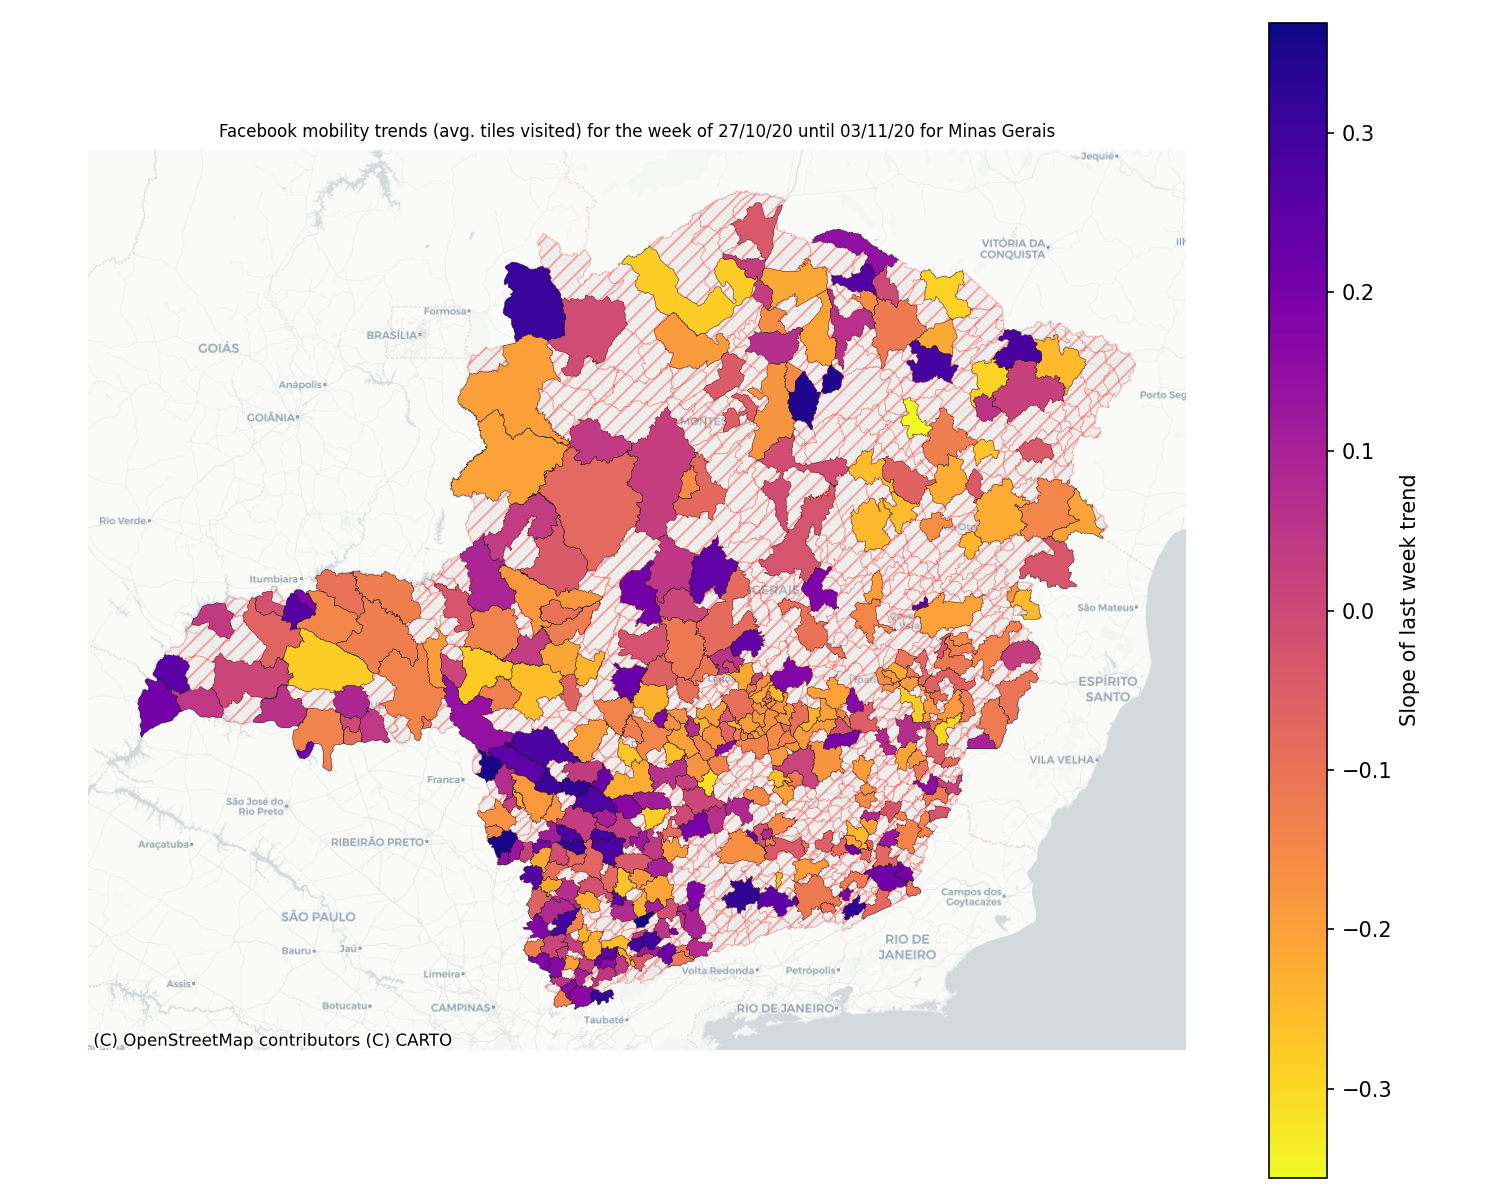 Facebook mobility trends (avg. tiles visited) for the week of 27/10/20 until 03/11/20 for Minas Gerais
Jequié
VITÓRIA DA
CONQUISTA
Formosa
BRASÍLIA
GOIÁS
Anápolis
GOIÂNIA
Porto Seg
MONTES
Rio Verde
Itumbiara
GERAIS
São Mateus
ESPÍRITO
SANTO
VILA VELHA
Franca
São José do
Rio Preto
RIBEIRÃO PRETO
Araçatuba
Campos dos
Goytacazes
SÃO PAULO
RIO DE
JANEIRO
Bauru
Jaú
Limeira
Volta Redonda
Petrópolis
Assis
Botucatu
CAMPINAS
RIO DE JANEIRO
Taubaté
(C) OpenStreetMap contributors (C) CARTO
0.3
0.2
0.1
0.0
−0.1
−0.2
−0.3
Slope of last week trend